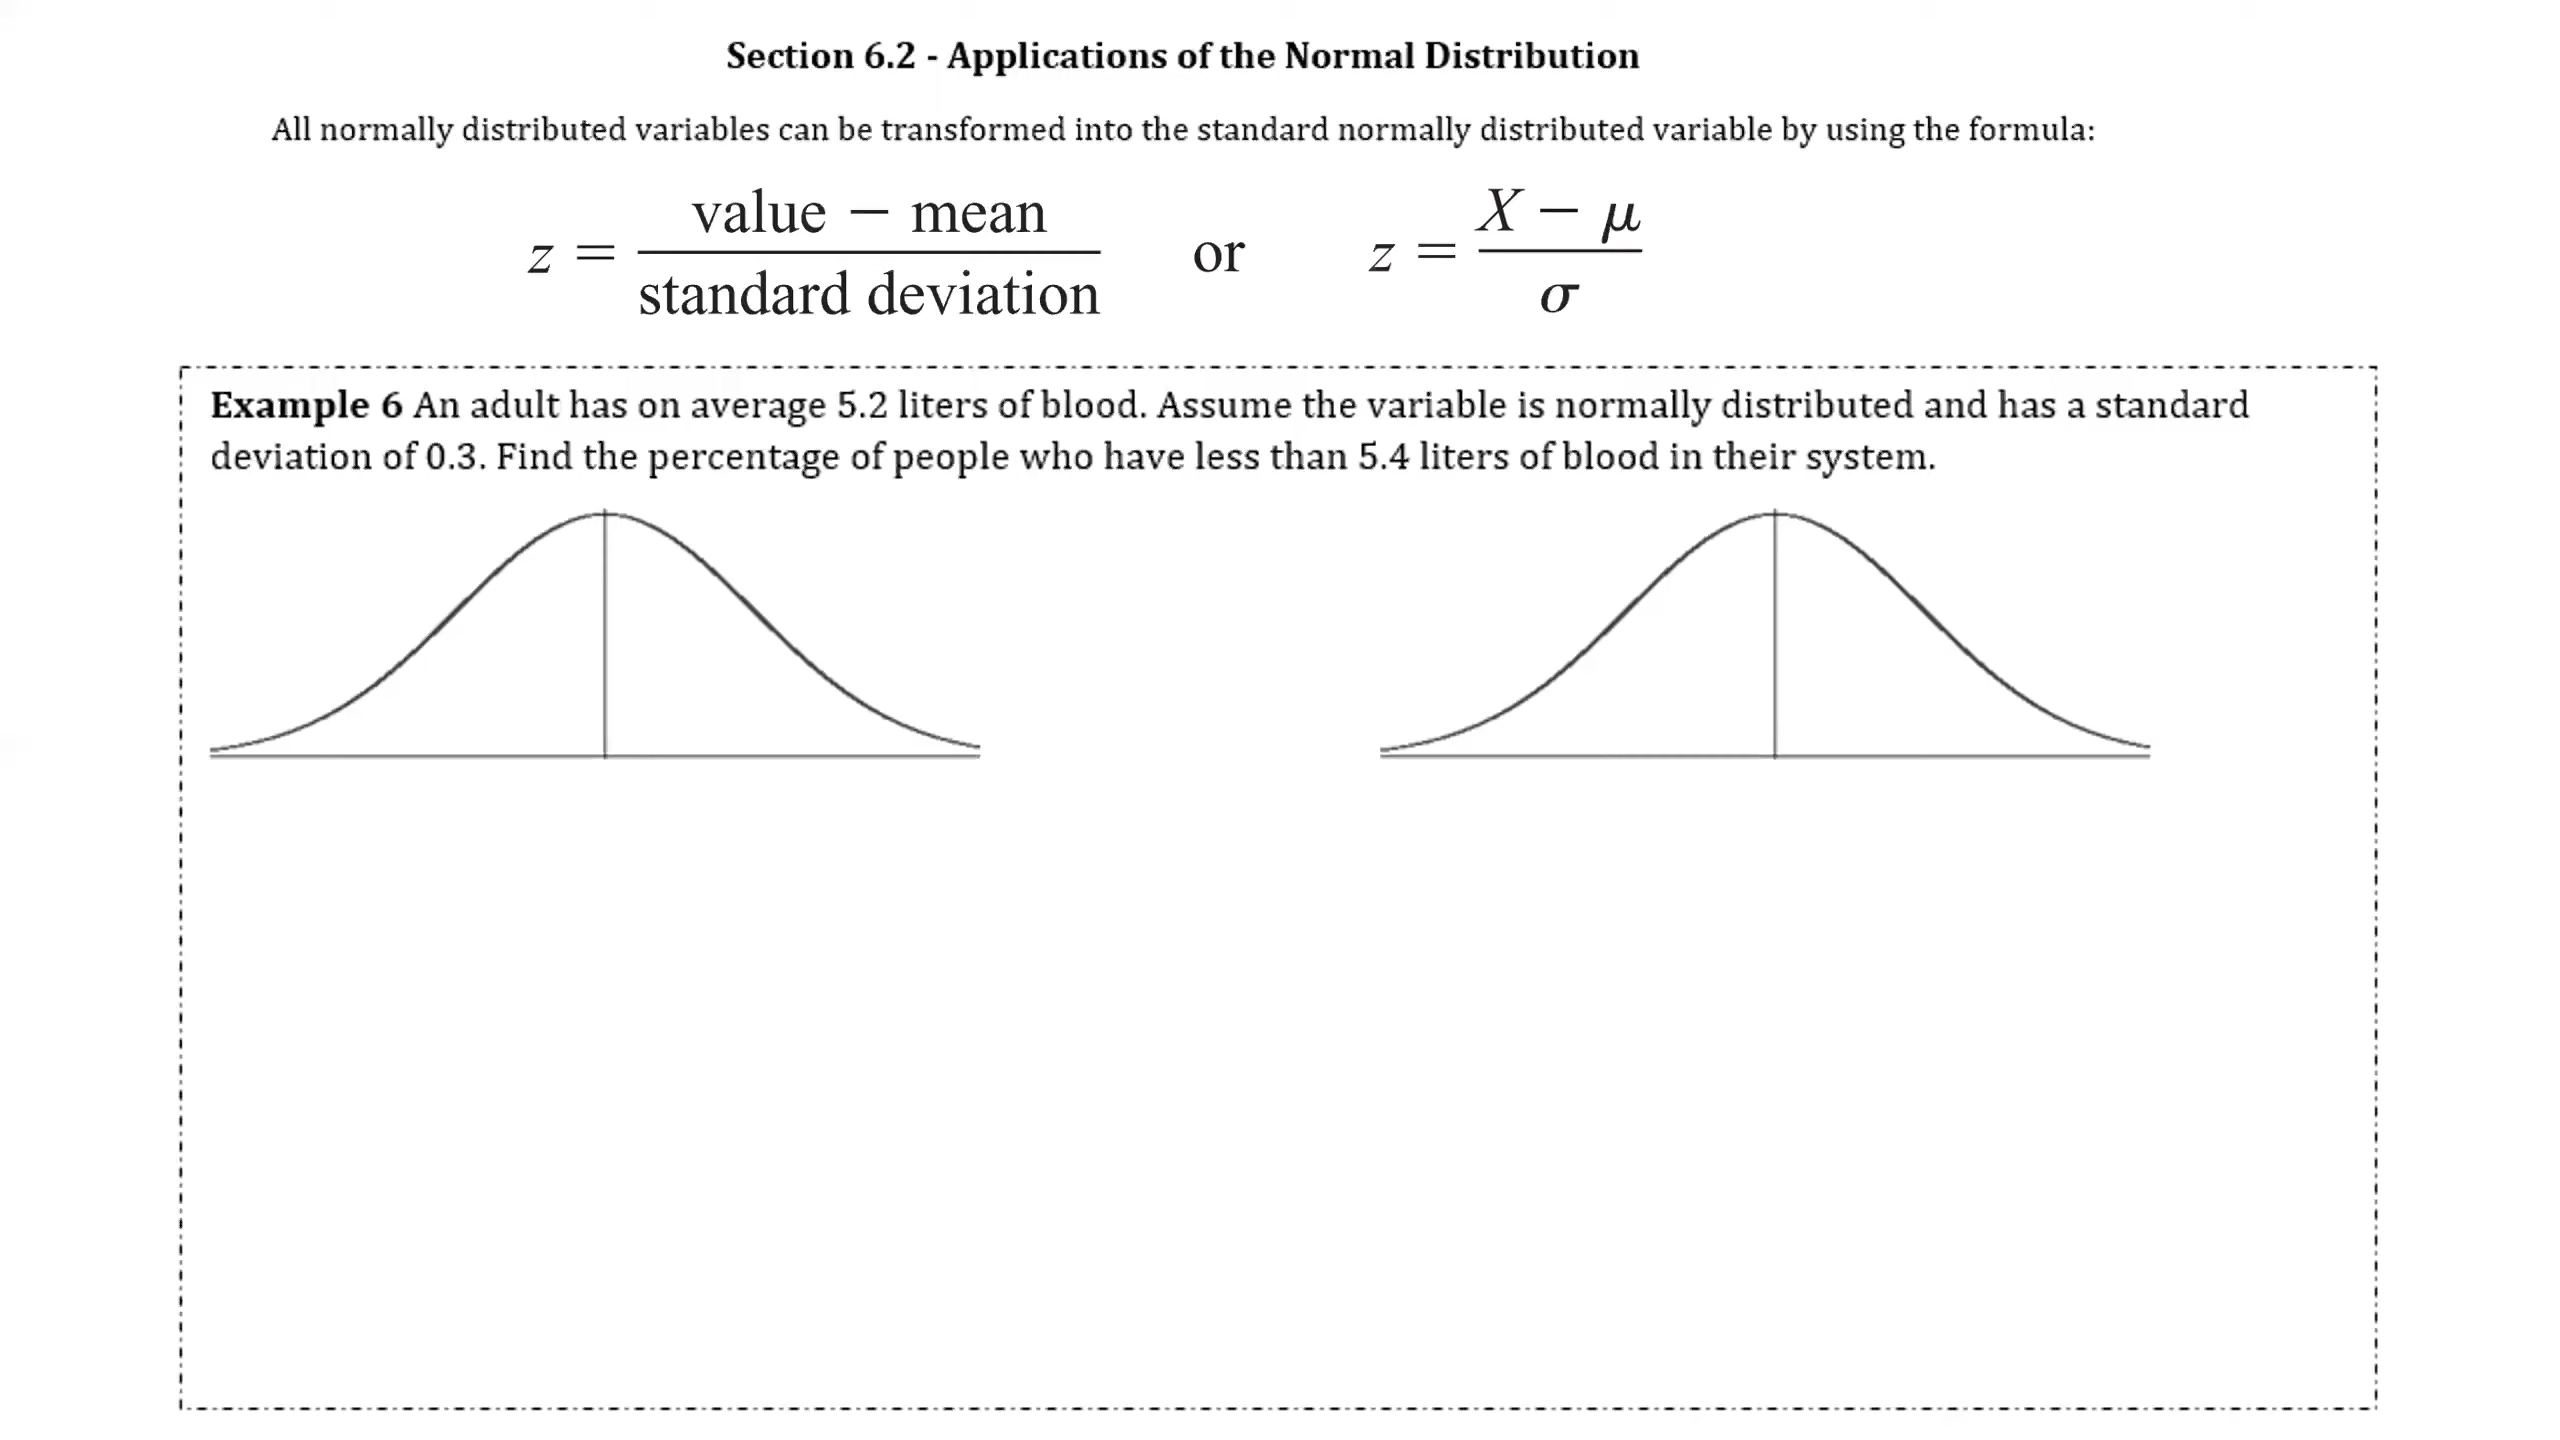 Section 6.2 - Applications of the Normal Distribution
All normally distributed variables can be transformed into the standard normally distributed variable by using the formula:
z = (value − mean)/(standard deviation) or z = (X − μ)/σ
Example 6 An adult has on average 5.2 liters of blood. Assume the variable is normally distributed and has a standard
deviation of 0.3. Find the percentage of people who have less than 5.4 liters of blood in their system.